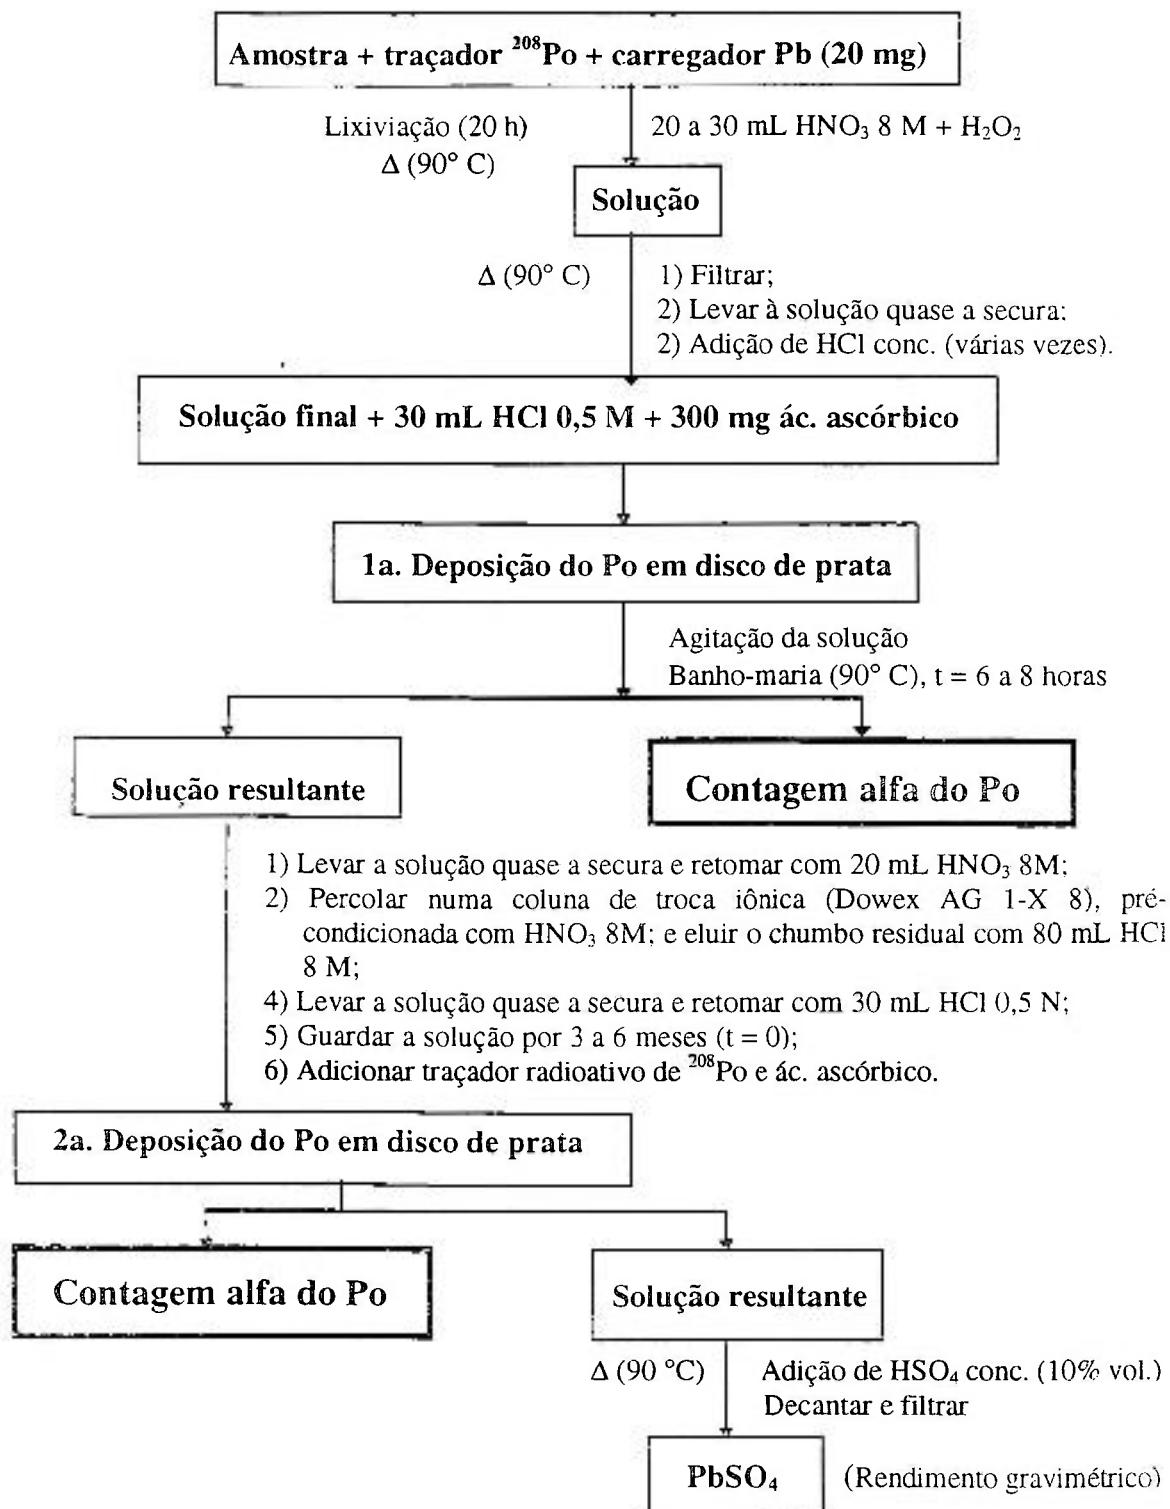 Amostra + traçador ²⁰⁸Po + carregador Pb (20 mg)
Lixiviação (20 h)
Δ (90° C)
20 a 30 mL HNO₃ 8 M + H₂O₂
Solução
Δ (90° C)
1) Filtrar;
2) Levar à solução quase a secura:
2) Adição de HCl conc. (várias vezes).
Solução final + 30 mL HCl 0,5 M + 300 mg ác. ascórbico
1a. Deposição do Po em disco de prata
Agitação da solução
Banho-maria (90° C), t = 6 a 8 horas
Solução resultante
Contagem alfa do Po
1) Levar a solução quase a secura e retomar com 20 mL HNO₃ 8M;
2) Percolar numa coluna de troca iônica (Dowex AG 1-X 8), pré-
condicionada com HNO₃ 8M; e eluir o chumbo residual com 80 mL HCl
8 M;
4) Levar a solução quase a secura e retomar com 30 mL HCl 0,5 N;
5) Guardar a solução por 3 a 6 meses (t = 0);
6) Adicionar traçador radioativo de ²⁰⁸Po e ác. ascórbico.
2a. Deposição do Po em disco de prata
Contagem alfa do Po
Solução resultante
Δ (90 °C)
Adição de HSO₄ conc. (10% vol.)
Decantar e filtrar
PbSO₄
(Rendimento gravimétrico)